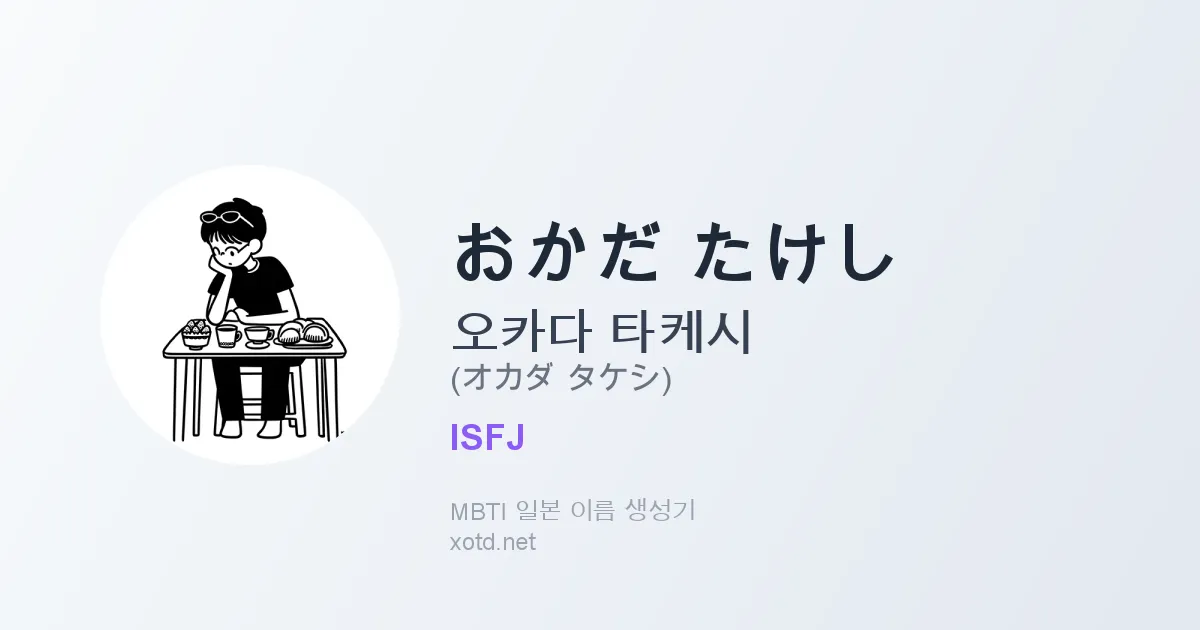 おかだ たけし
오카다 타케시
(オカダ タケシ)
ISFJ
MBTI 일본 이름 생성기
xotd.net